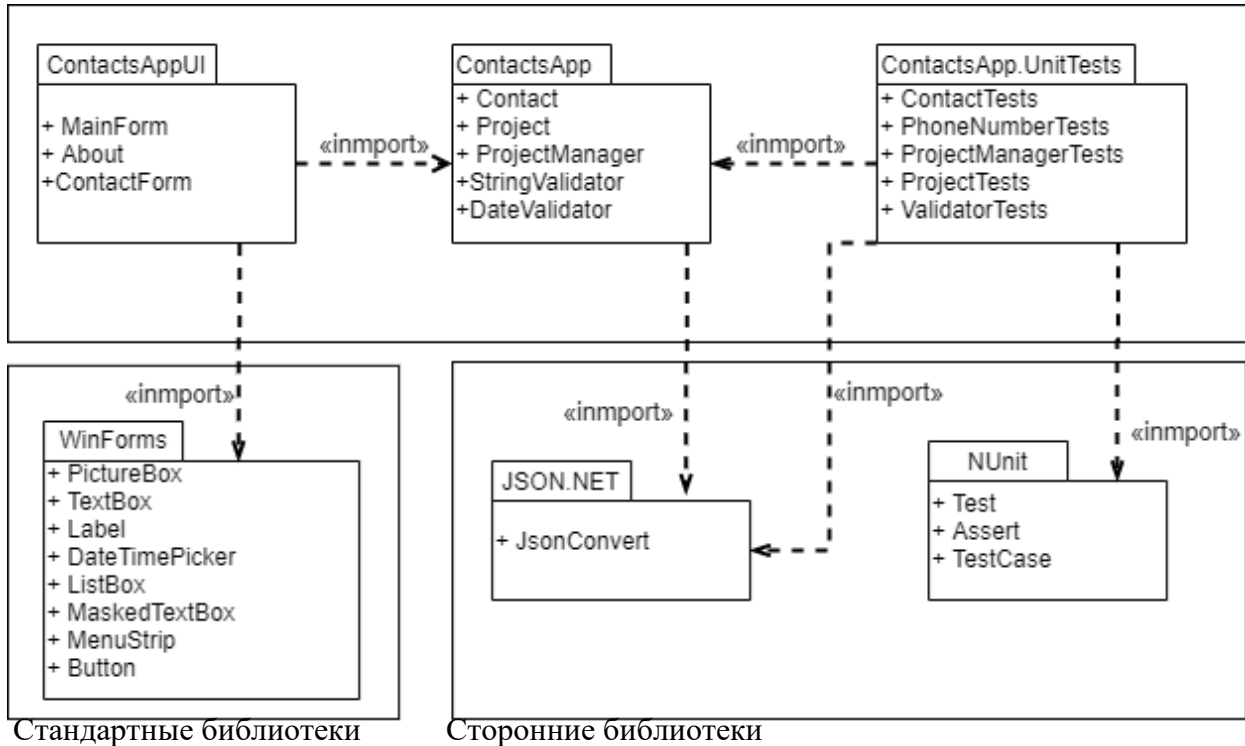 ContactsAppUI
+ MainForm
+ About
+ContactForm
«inmport»
ContactsApp
+ Contact
+ Project
+ ProjectManager
+StringValidator
+DateValidator
«inmport»
ContactsApp.UnitTests
+ ContactTests
+ PhoneNumberTests
+ ProjectManagerTests
+ ProjectTests
+ ValidatorTests
«inmport»
WinForms
+ PictureBox
+ TextBox
+ Label
+ DateTimePicker
+ ListBox
+ MaskedTextBox
+ MenuStrip
+ Button
«inmport»
JSON.NET
+ JsonConvert
«inmport»
«inmport»
NUnit
+ Test
+ Assert
+ TestCase
Стандартные библиотеки
Сторонние библиотеки